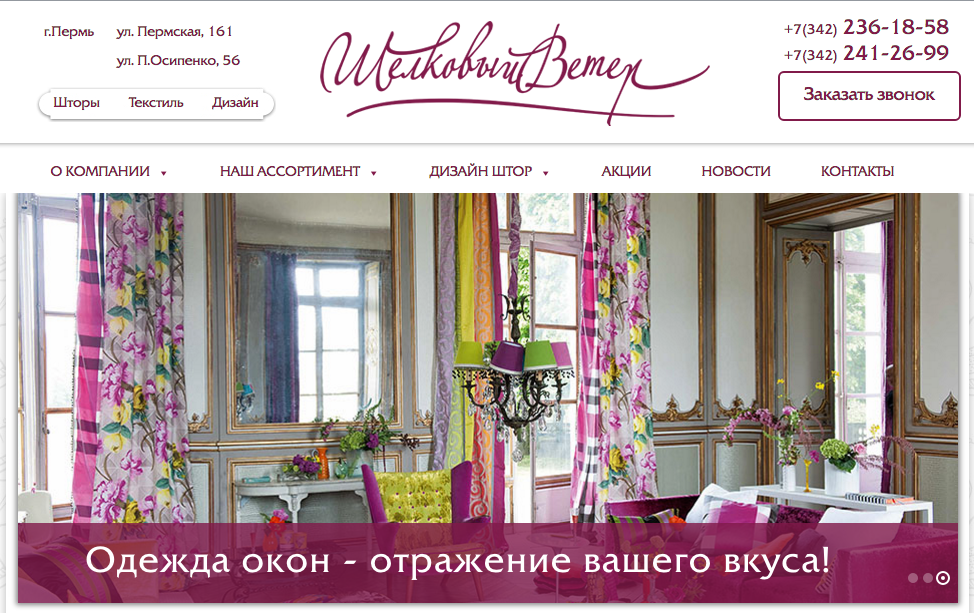 г.Пермь ул. Пермская, 161
ул. П.Осипенко, 56
Шторы Текстиль Дизайн
Шелковый Ветер
+7(342) 236-18-58
+7(342) 241-26-99
Заказать звонок
О КОМПАНИИ НАШ АССОРТИМЕНТ ДИЗАЙН ШТОР АКЦИИ НОВОСТИ КОНТАКТЫ
Одежда окон - отражение вашего вкуса!